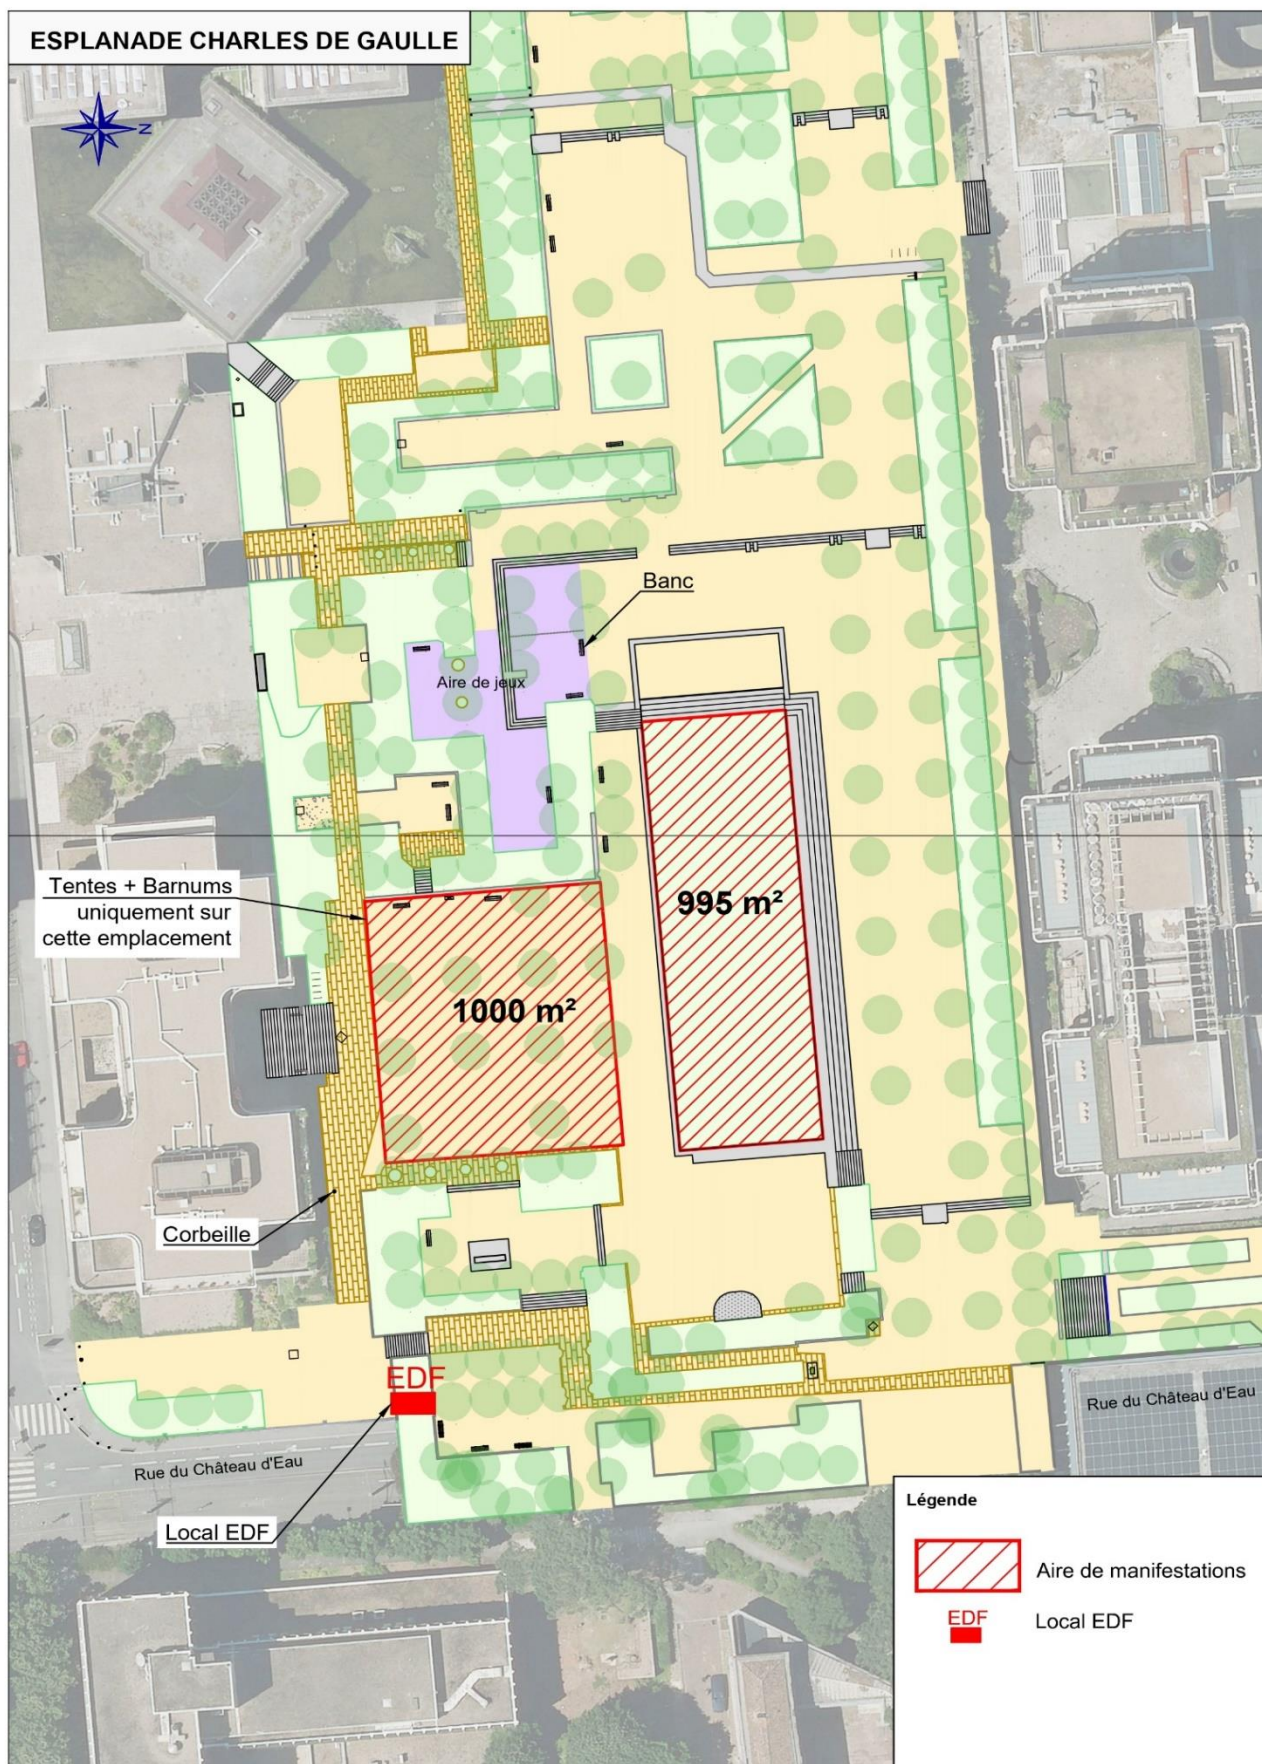 ESPLANADE CHARLES DE GAULLE
N
Banc
Aire de jeux
Tentes + Barnums
uniquement sur
cette emplacement
995 m²
1000 m²
Corbeille
EDF
Rue du Château d'Eau
Rue du Château d'Eau
Local EDF
Légende
Aire de manifestations
EDF
Local EDF